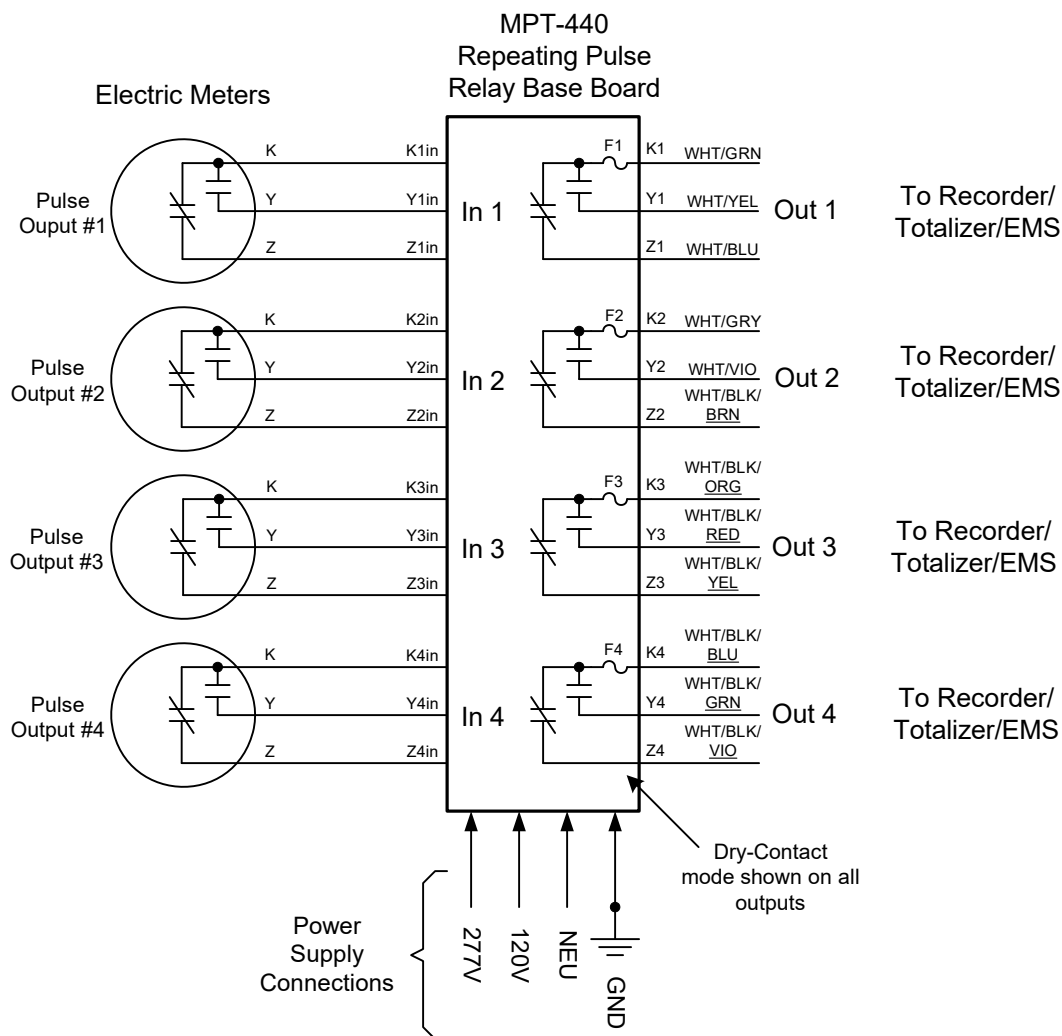 MPT-440
Repeating Pulse
Relay Base Board
Electric Meters
Pulse
Ouput #1
K
Y
Z
K1in
Y1in
Z1in
In 1
F1
K1
Y1
Z1
WHT/GRN
WHT/YEL
WHT/BLU
Out 1
To Recorder/
Totalizer/EMS
Pulse
Output #2
K
Y
Z
K2in
Y2in
Z2in
In 2
F2
K2
Y2
Z2
WHT/GRY
WHT/VIO
WHT/BLK/
BRN
Out 2
To Recorder/
Totalizer/EMS
Pulse
Output #3
K
Y
Z
K3in
Y3in
Z3in
In 3
F3
K3
Y3
Z3
WHT/BLK/
ORG
WHT/BLK/
RED
WHT/BLK/
YEL
Out 3
To Recorder/
Totalizer/EMS
Pulse
Output #4
K
Y
Z
K4in
Y4in
Z4in
In 4
F4
K4
Y4
Z4
WHT/BLK/
BLU
WHT/BLK/
GRN
WHT/BLK/
VIO
Out 4
To Recorder/
Totalizer/EMS
Dry-Contact
mode shown on all
outputs
Power
Supply
Connections
277V
120V
NEU
GND